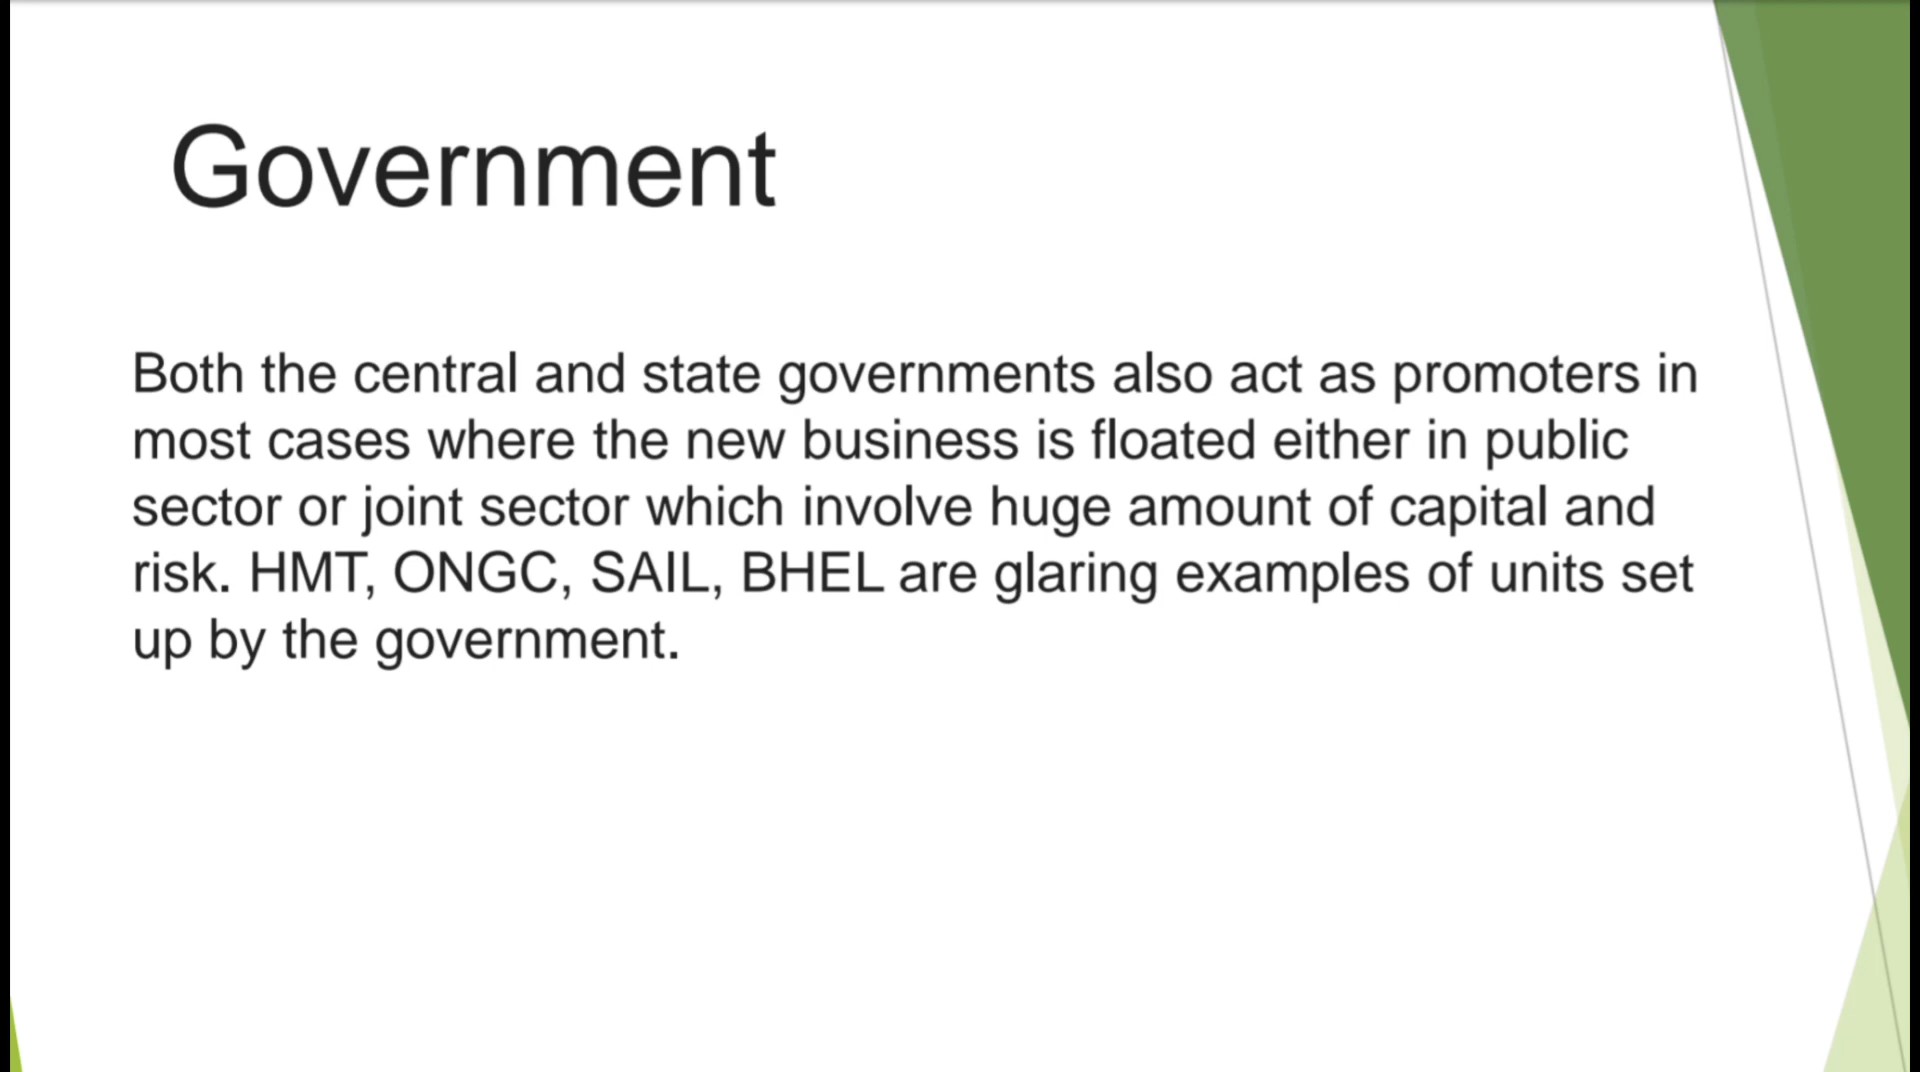 Government
Both the central and state governments also act as promoters in
most cases where the new business is floated either in public
sector or joint sector which involve huge amount of capital and
risk. HMT, ONGC, SAIL, BHEL are glaring examples of units set
up by the government.